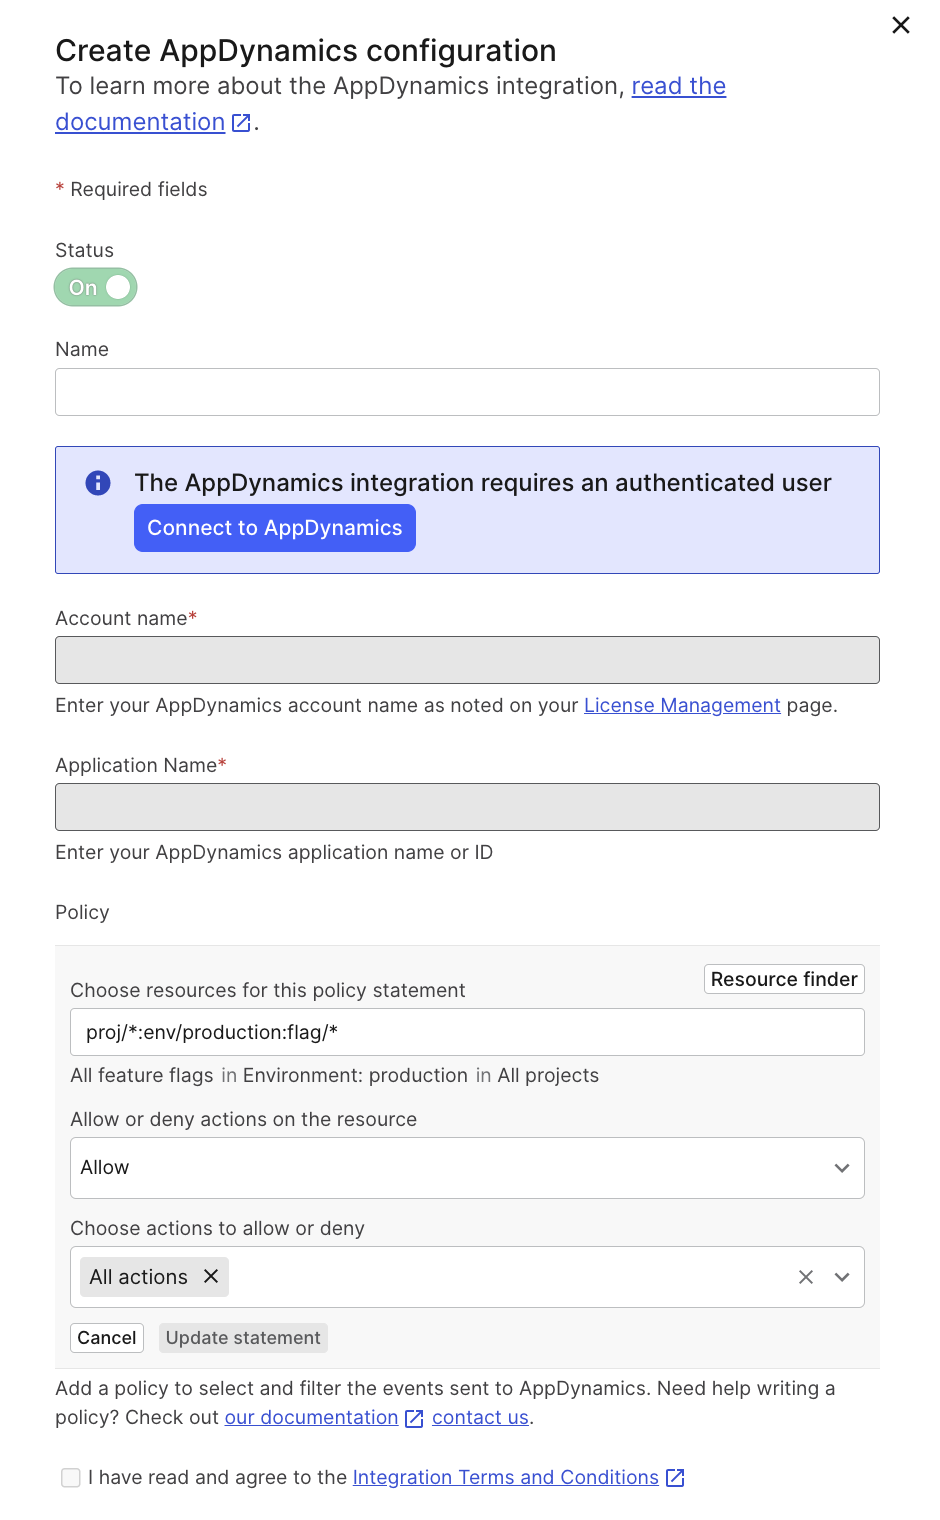 Create AppDynamics configuration
To learn more about the AppDynamics integration, read the
documentation.
* Required fields
Status
On
Name
The AppDynamics integration requires an authenticated user
Connect to AppDynamics
Account name*
Enter your AppDynamics account name as noted on your License Management page.
Application Name*
Enter your AppDynamics application name or ID
Policy
Resource finder
Choose resources for this policy statement
proj/*:env/production:flag/*
All feature flags in Environment: production in All projects
Allow or deny actions on the resource
Allow
Choose actions to allow or deny
All actions
Cancel Update statement
Add a policy to select and filter the events sent to AppDynamics. Need help writing a
policy? Check out our documentation contact us.
I have read and agree to the Integration Terms and Conditions